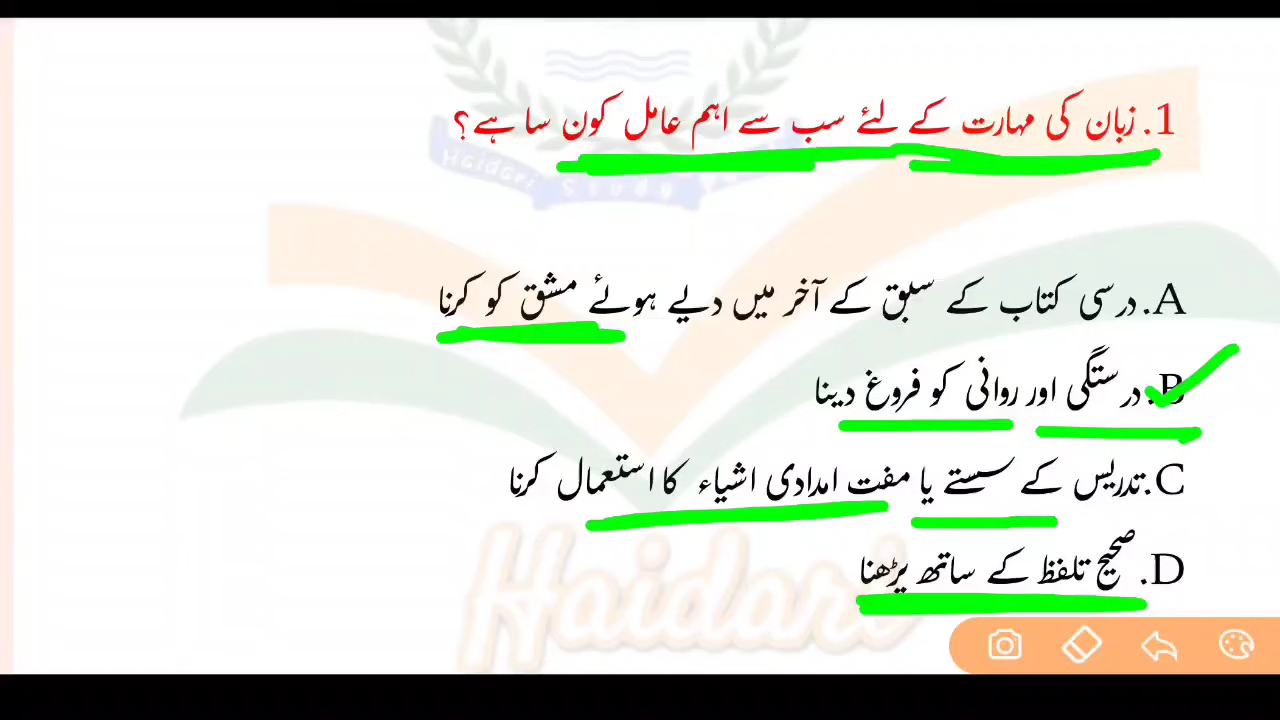 1. زبان کی مہارت کے لئے سب سے اہم عامل کون سا ہے؟
A. درسی کتاب کے سبق کے آخر میں دیے ہوئے مشق کو کرنا
B. درستگی اور روانی کو فروغ دینا
C. تدریس کے سستے یا مفت امدادی اشیاء کا استعمال کرنا
D. صحیح تلفظ کے ساتھ پڑھنا
Haidari
Study
Haidari